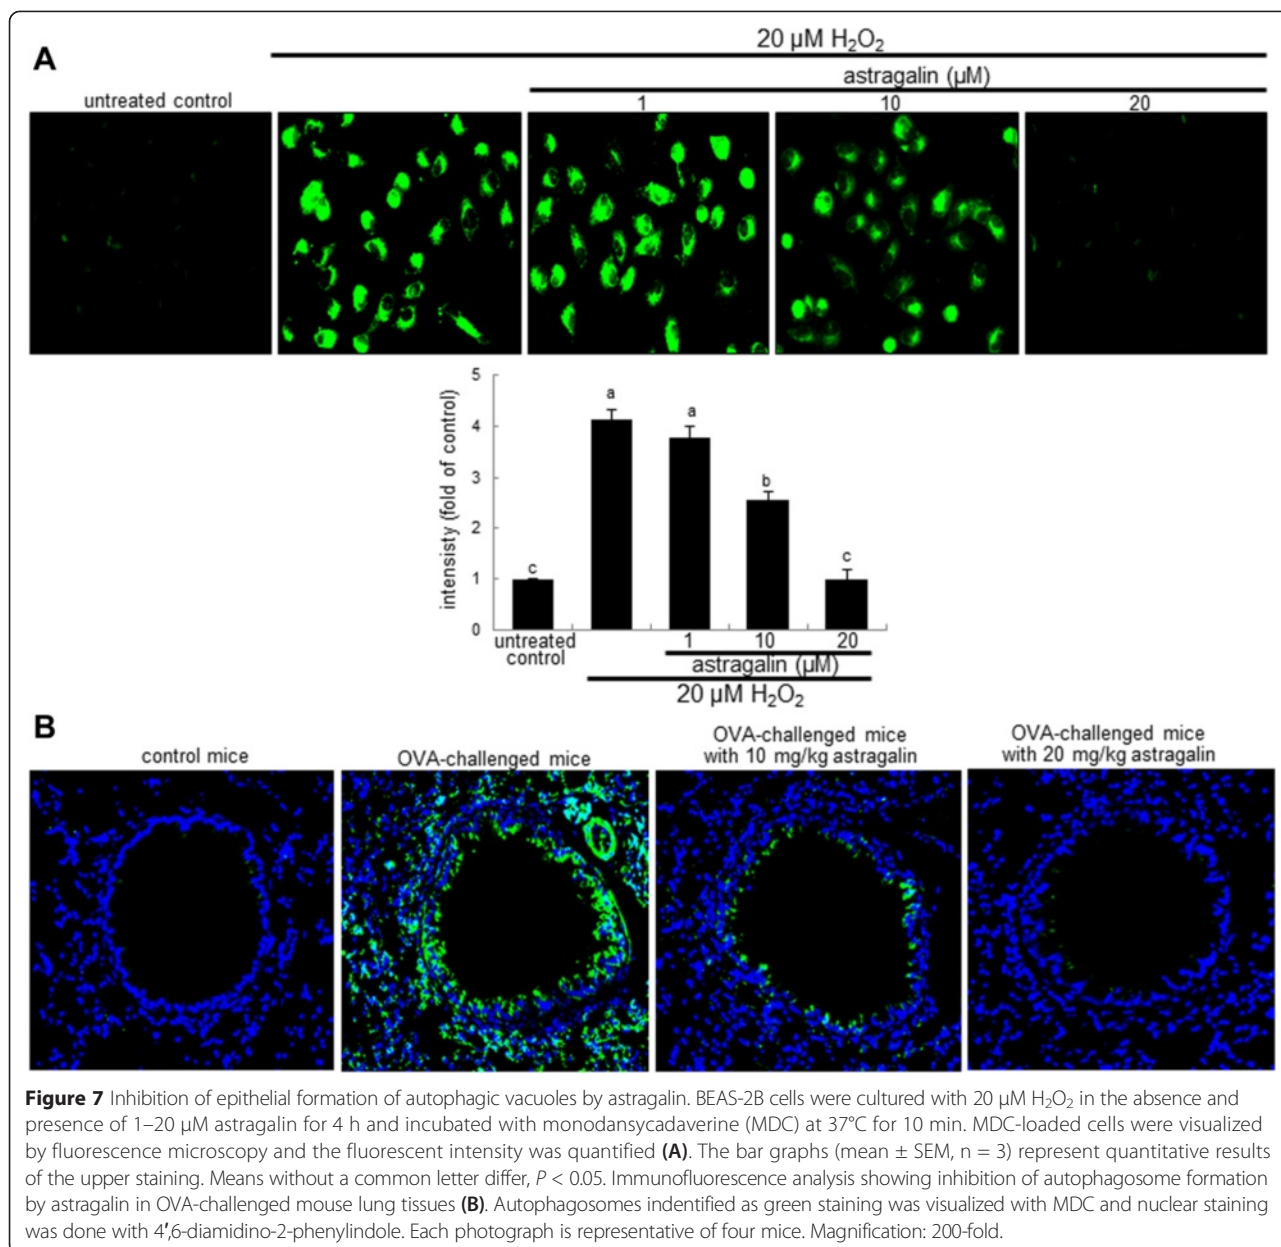 A
20 µM H₂O₂
astragalin (µM)
untreated control
1
10
20
intensisty (fold of control)
5
4
3
2
1
0
c
a
a
b
c
untreated
control
1
10
20
astragalin (µM)
20 µM H₂O₂
B
control mice
OVA-challenged mice
OVA-challenged mice
with 10 mg/kg astragalin
OVA-challenged mice
with 20 mg/kg astragalin
Figure 7 Inhibition of epithelial formation of autophagic vacuoles by astragalin. BEAS-2B cells were cultured with 20 µM H₂O₂ in the absence and
presence of 1–20 µM astragalin for 4 h and incubated with monodansycadaverine (MDC) at 37°C for 10 min. MDC-loaded cells were visualized
by fluorescence microscopy and the fluorescent intensity was quantified (A). The bar graphs (mean ± SEM, n = 3) represent quantitative results
of the upper staining. Means without a common letter differ, P < 0.05. Immunofluorescence analysis showing inhibition of autophagosome formation
by astragalin in OVA-challenged mouse lung tissues (B). Autophagosomes indentified as green staining was visualized with MDC and nuclear staining
was done with 4′,6-diamidino-2-phenylindole. Each photograph is representative of four mice. Magnification: 200-fold.